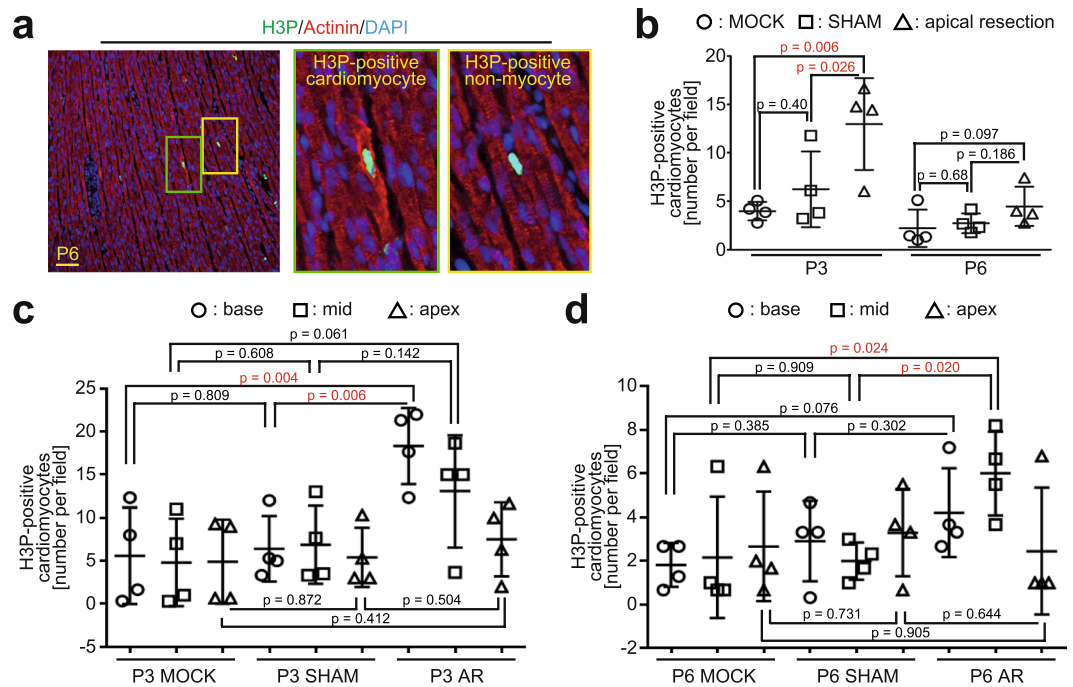 a
H3P/Actinin/DAPI
H3P-positive
cardiomyocyte
H3P-positive
non-myocyte
P6
b
: MOCK : SHAM : apical resection
H3P-positive
cardiomyocytes
[number per field]
20
15
10
5
0
p = 0.006
p = 0.026
p = 0.40
p = 0.097
p = 0.186
p = 0.68
P3 P6
c
: base : mid : apex
H3P-positive
cardiomyocytes
[number per field]
25
20
15
10
5
0
-5
p = 0.061
p = 0.608 p = 0.142
p = 0.004
p = 0.809 p = 0.006
p = 0.872 p = 0.504
p = 0.412
P3 MOCK P3 SHAM P3 AR
d
: base : mid : apex
H3P-positive
cardiomyocytes
[number per field]
10
8
6
4
2
0
-2
p = 0.024
p = 0.909 p = 0.020
p = 0.076
p = 0.385 p = 0.302
p = 0.731 p = 0.644
p = 0.905
P6 MOCK P6 SHAM P6 AR